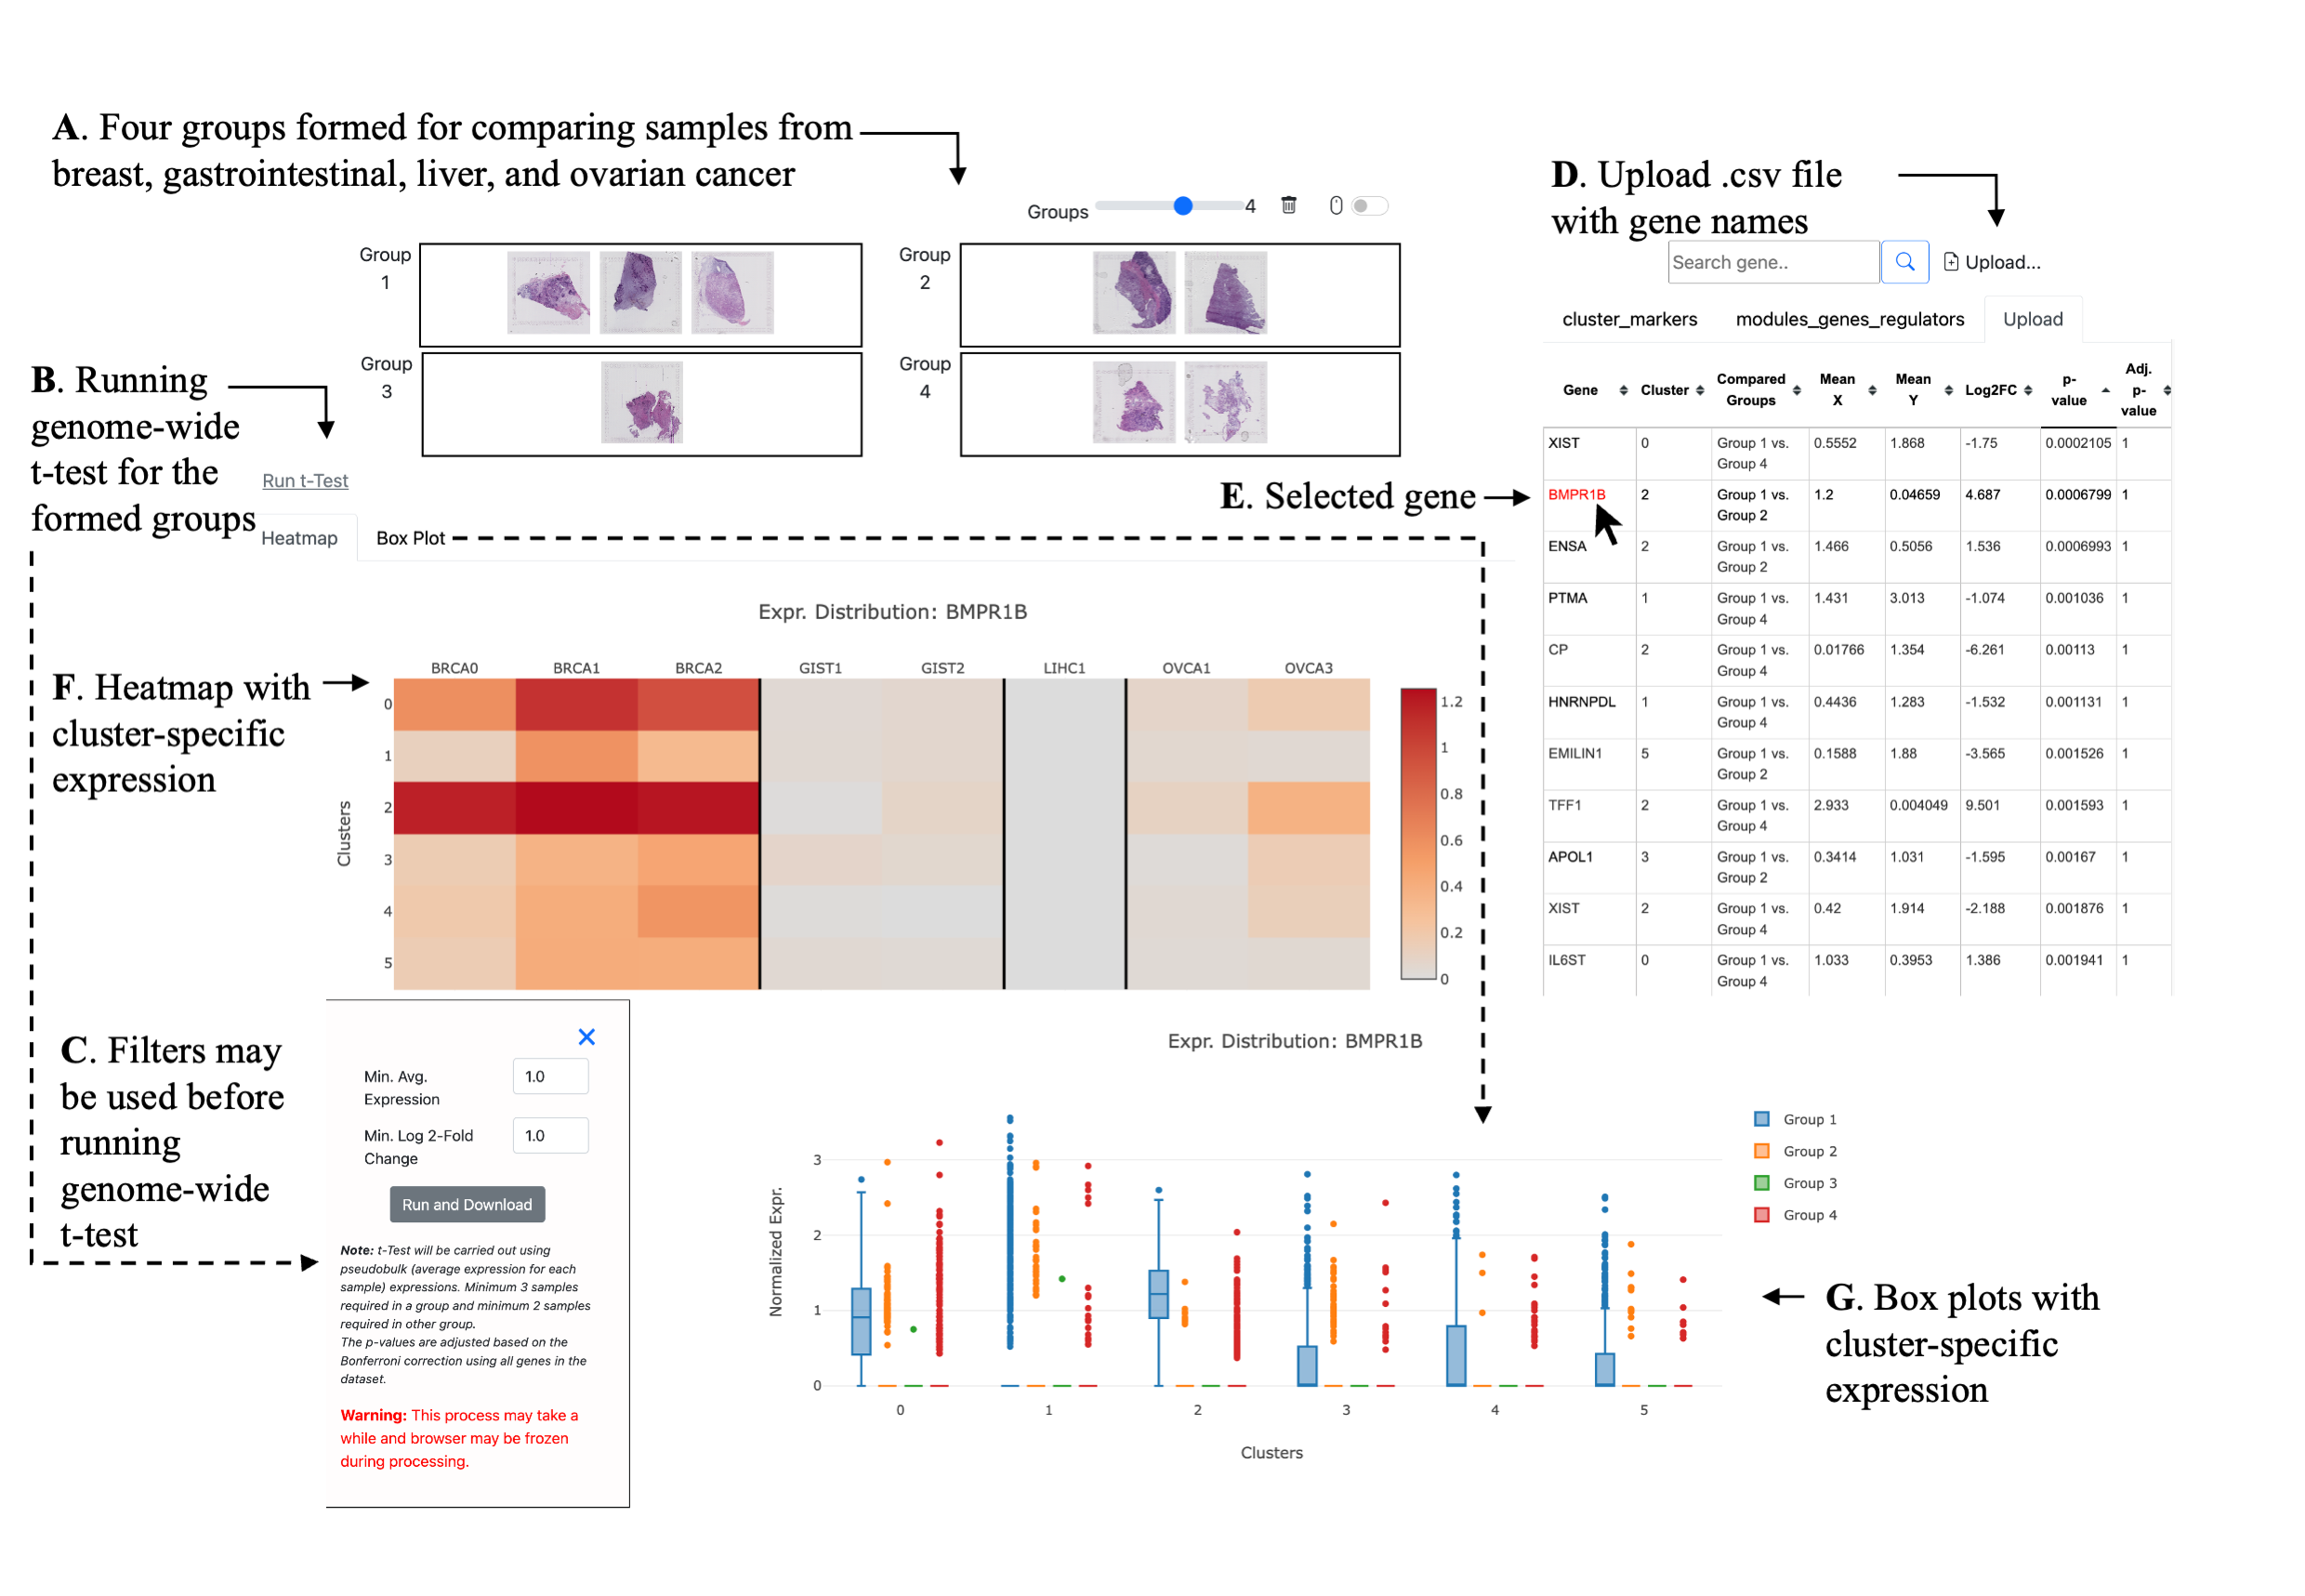 A. Four groups formed for comparing samples from
breast, gastrointestinal, liver, and ovarian cancer
Groups 4
Group
1
Group
2
Group
3
Group
4
B. Running
genome-wide
t-test for the
formed groups
Run t-Test
Heatmap Box Plot
D. Upload .csv file
with gene names
Search gene.. Upload...
cluster_markers modules_genes_regulators Upload
Gene Cluster Compared Groups Mean X Mean Y Log2FC p-value Adj. p-value
XIST 0 Group 1 vs. Group 4 0.5552 1.868 -1.75 0.0002105 1
BMPR1B 2 Group 1 vs. Group 2 1.2 0.04659 4.687 0.0006799 1
ENSA 2 Group 1 vs. Group 2 1.466 0.5056 1.536 0.0006993 1
PTMA 1 Group 1 vs. Group 4 1.431 3.013 -1.074 0.001036 1
CP 2 Group 1 vs. Group 4 0.01766 1.354 -6.261 0.00113 1
HNRNPDL 1 Group 1 vs. Group 4 0.4436 1.283 -1.532 0.001131 1
EMILIN1 5 Group 1 vs. Group 2 0.1588 1.88 -3.565 0.001526 1
TFF1 2 Group 1 vs. Group 4 2.933 0.004049 9.501 0.001593 1
APOL1 3 Group 1 vs. Group 2 0.3414 1.031 -1.595 0.00167 1
XIST 2 Group 1 vs. Group 4 0.42 1.914 -2.188 0.001876 1
IL6ST 0 Group 1 vs. Group 4 1.033 0.3953 1.386 0.001941 1
E. Selected gene
Expr. Distribution: BMPR1B
F. Heatmap with
cluster-specific
expression
BRCA0 BRCA1 BRCA2 GIST1 GIST2 LIHC1 OVCA1 OVCA3
Clusters
0
1
2
3
4
5
1.2
1
0.8
0.6
0.4
0.2
0
C. Filters may
be used before
running
genome-wide
t-test
Min. Avg.
Expression
1.0
Min. Log 2-Fold
Change
1.0
Run and Download
Note: t-Test will be carried out using
pseudobulk (average expression for each
sample) expressions. Minimum 3 samples
required in a group and minimum 2 samples
required in other group.
The p-values are adjusted based on the
Bonferroni correction using all genes in the
dataset.
Warning: This process may take a
while and browser may be frozen
during processing.
Expr. Distribution: BMPR1B
Normalized Expr.
3
2
1
0
0 1 2 3 4 5
Clusters
Group 1
Group 2
Group 3
Group 4
G. Box plots with
cluster-specific
expression